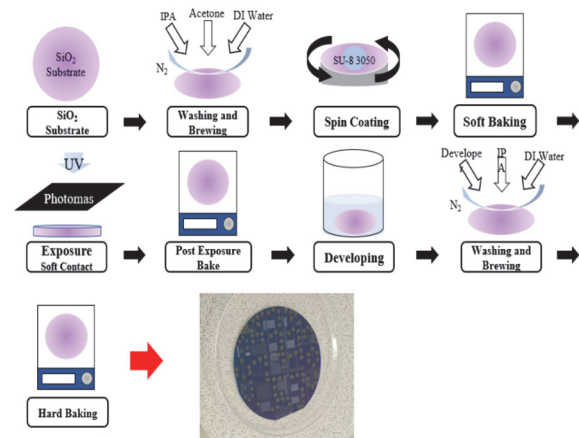 IPA
Acetone
DI Water
SiO2
Substrate
N2
SU-8 3050
SiO2
Substrate
Washing and
Brewing
Spin Coating
Soft Baking
UV
Photomas
Develope
r
IP
A
DI Water
N2
Exposure
Soft Contact
Post Exposure
Bake
Developing
Washing and
Brewing
Hard Baking